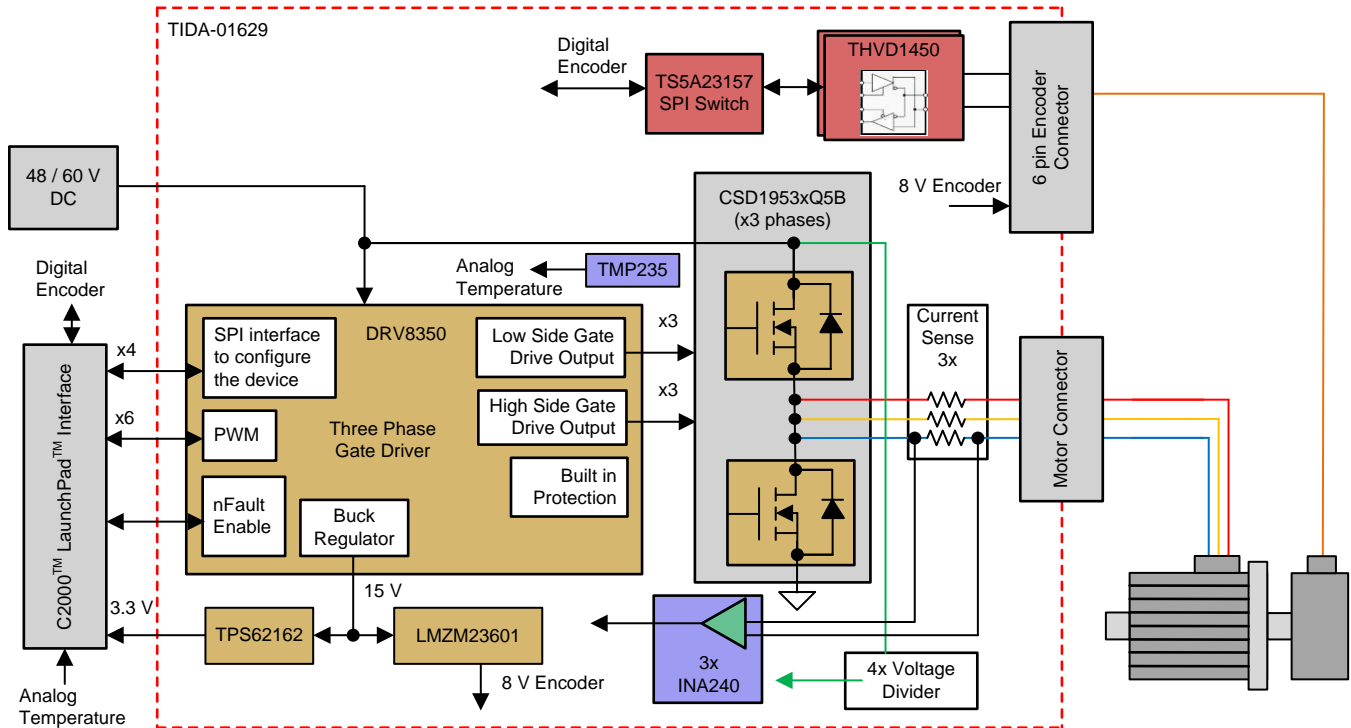 TIDA-01629
Digital
Encoder
TS5A23157
SPI Switch
THVD1450
6 pin Encoder
Connector
8 V Encoder
48 / 60 V
DC
CSD1953xQ5B
(x3 phases)
Analog
Temperature
TMP235
Digital
Encoder
C2000™ LaunchPad™ Interface
x4
x6
SPI interface
to configure
the device
DRV8350
Low Side Gate
Drive Output
x3
High Side Gate
Drive Output
x3
PWM
Three Phase
Gate Driver
Built in
Protection
nFault
Enable
Buck
Regulator
Current
Sense
3x
Motor Connector
15 V
3.3 V
TPS62162
LMZM23601
8 V Encoder
3x
INA240
4x Voltage
Divider
Analog
Temperature